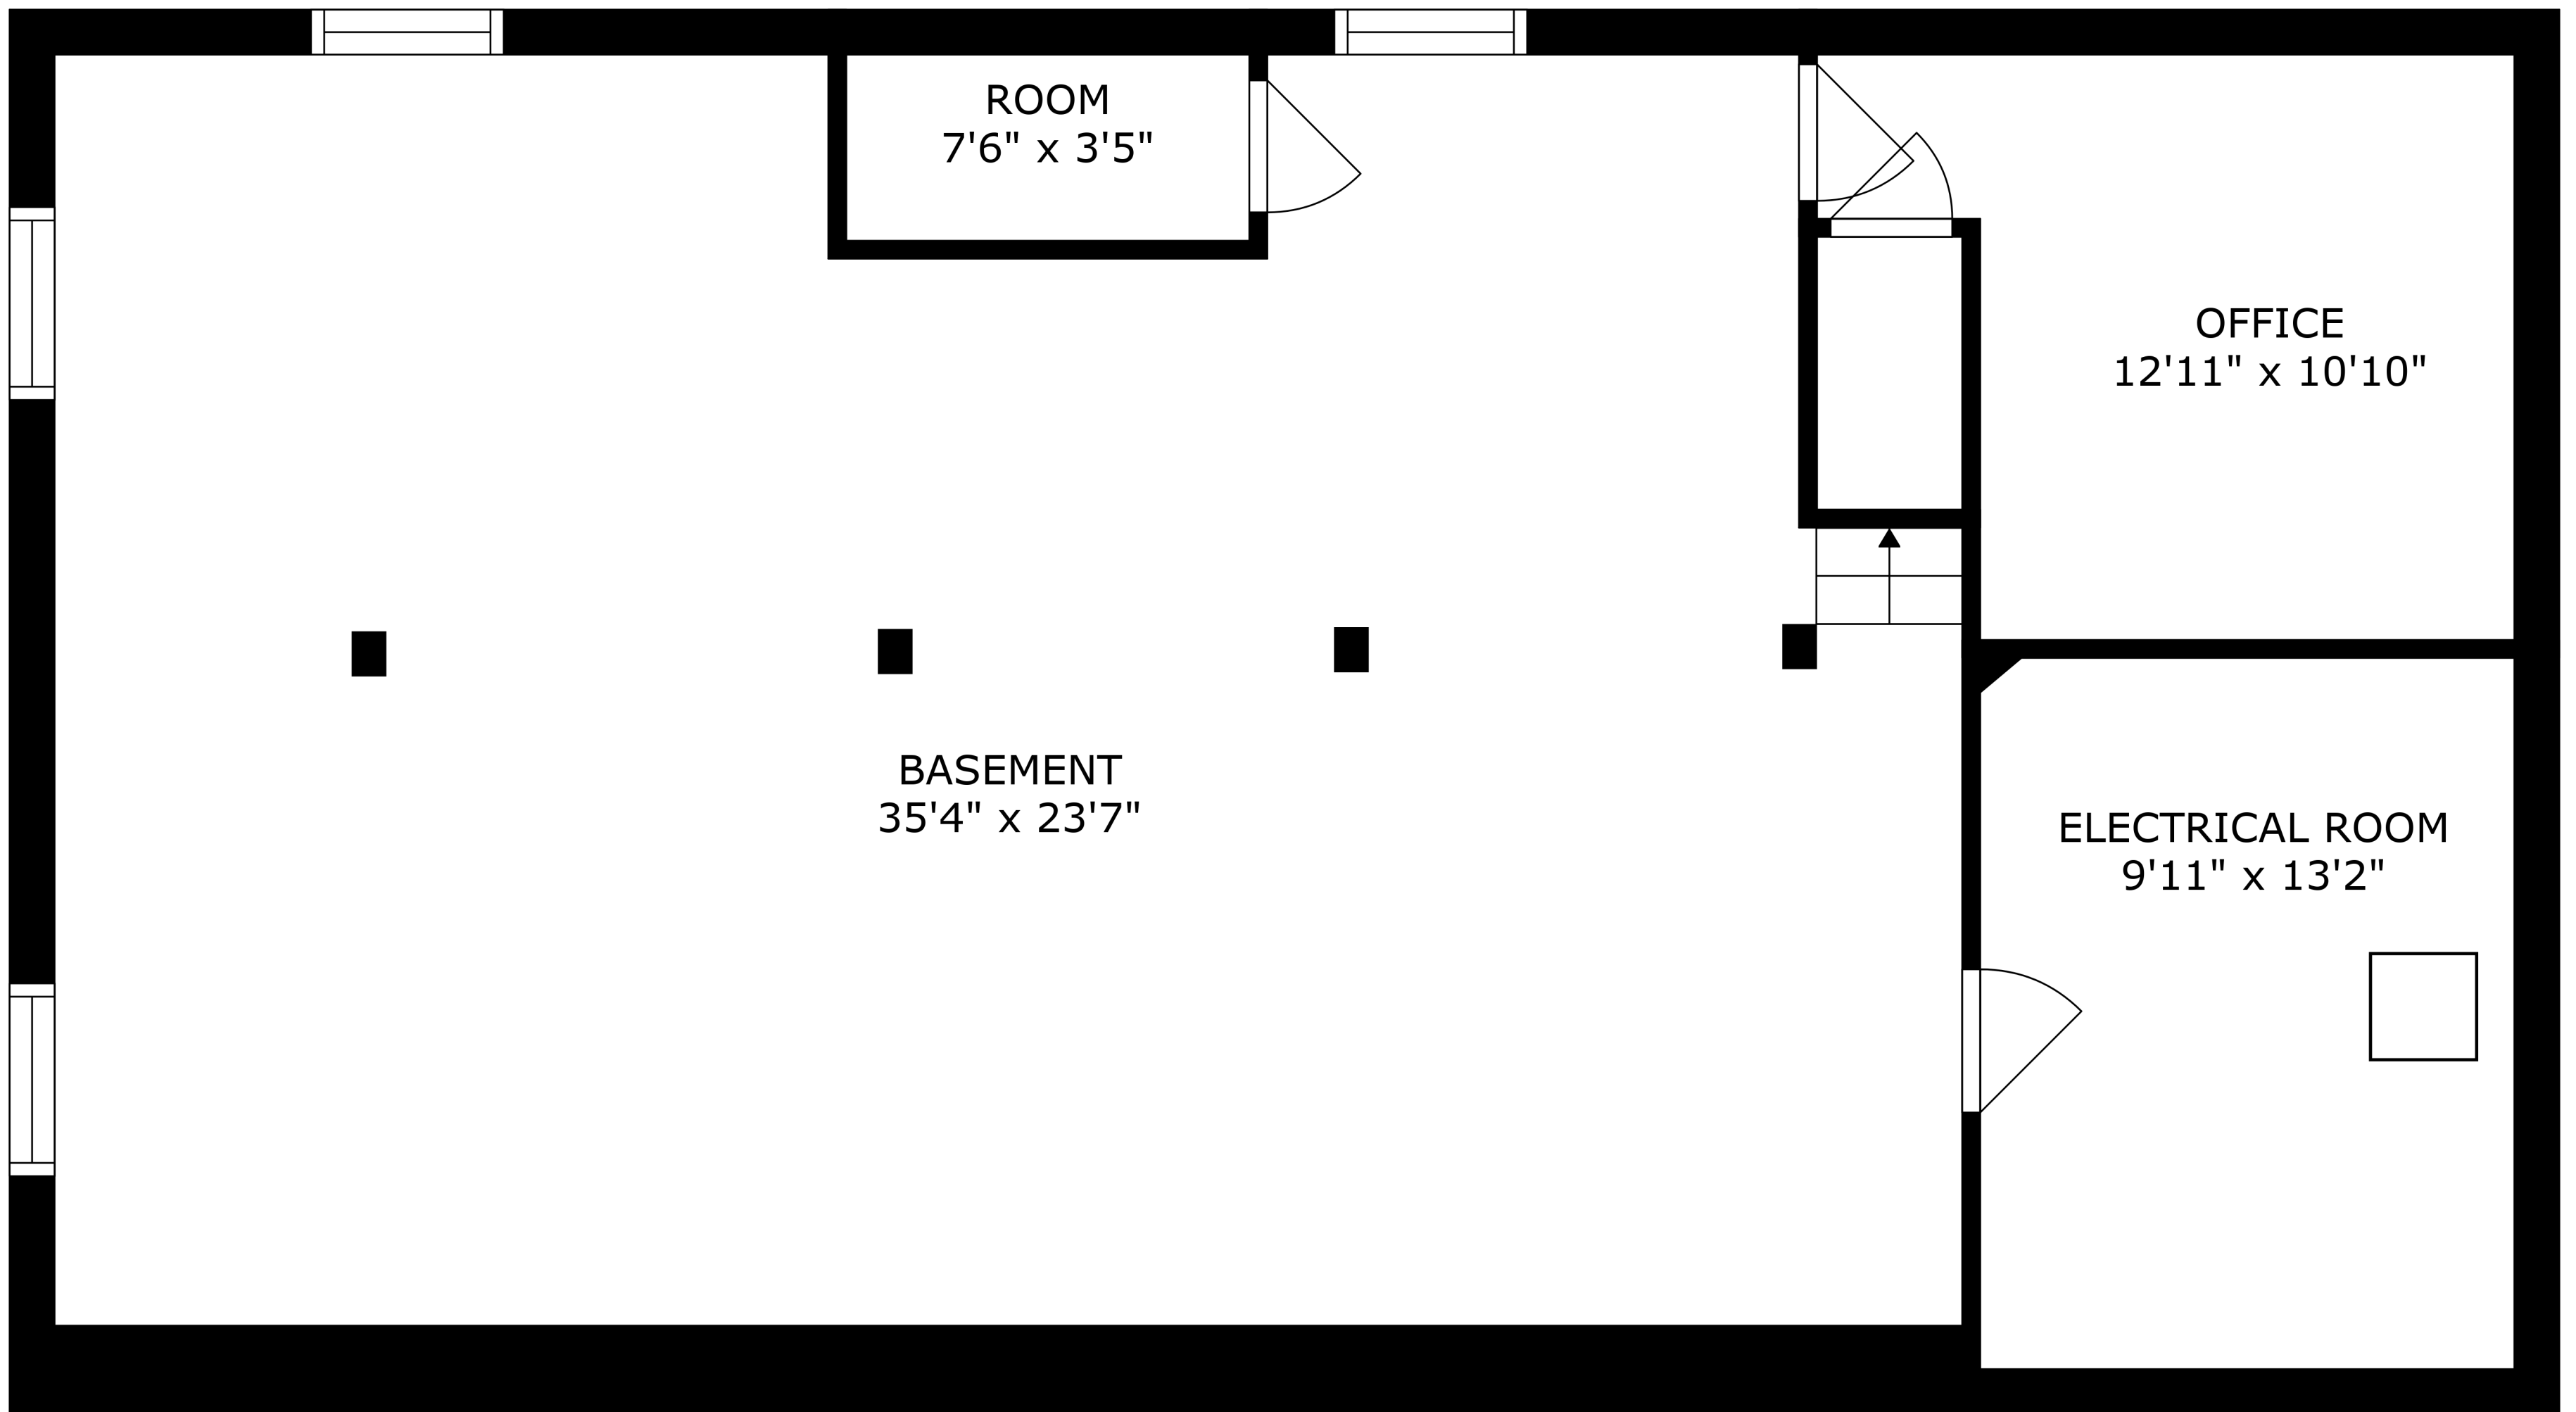 ROOM
7'6" x 3'5"
OFFICE
12'11" x 10'10"
BASEMENT
35'4" x 23'7"
ELECTRICAL ROOM
9'11" x 13'2"